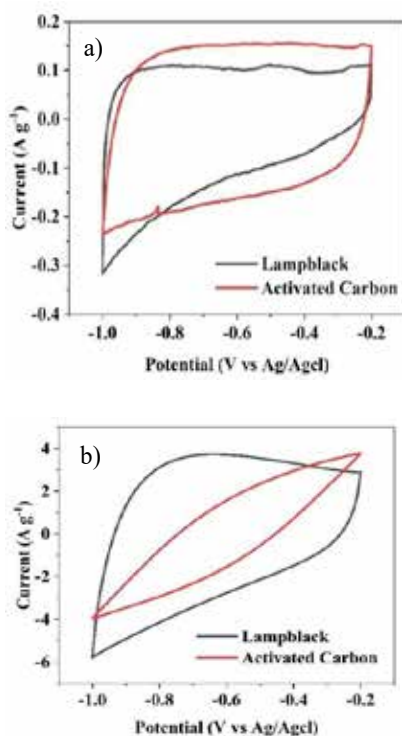 a)
0.2
0.1
0.0
-0.1
-0.2
-0.3
-0.4
Current (A g⁻¹)
Lampblack
Activated Carbon
-1.0 -0.8 -0.6 -0.4 -0.2
Potential (V vs Ag/Agcl)
b)
4
2
0
-2
-4
-6
Current (A g⁻¹)
Lampblack
Activated Carbon
-1.0 -0.8 -0.6 -0.4 -0.2
Potential (V vs Ag/Agcl)